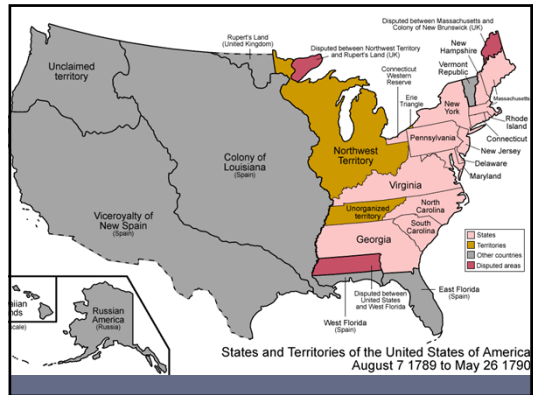 Disputed between Massachusetts and
Colony of New Brunswick (UK)
Rupert's Land
(United Kingdom)
Disputed between Northwest Territory
and Rupert's Land (UK)
New
Hampshire
Vermont
Republic
Unclaimed
territory
Connecticut
Western
Reserve
Erie
Triangle
Massachusetts
New
York
Rhode
Island
Connecticut
Pennsylvania
New Jersey
Delaware
Maryland
Northwest
Territory
Colony of
Louisiana
(Spain)
Virginia
Viceroyalty of
New Spain
(Spain)
Unorganized
territory
North
Carolina
South
Carolina
Georgia
States
Territories
Other countries
Disputed areas
Disputed between
United States
and West Florida
East Florida
(Spain)
West Florida
(Spain)
aiian
nds
cale)
Russian
America
(Russia)
States and Territories of the United States of America
August 7 1789 to May 26 1790